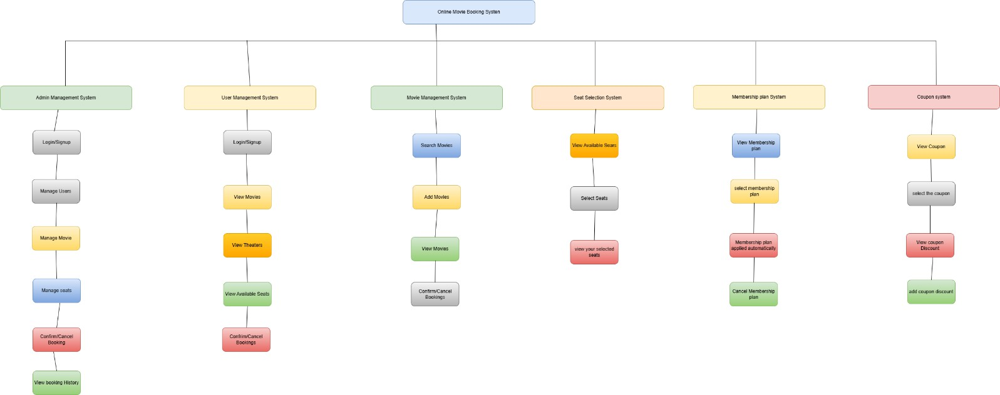 Online Movie Booking Systen
Admin Management System
User Management System
Movie Management System
Seat Selection System
Membership plan System
Coupon system
Login/Signup
Manage Users
Manage Movie
Manage seats
Confirm/Cancel
Booking
View booking History
Login/Signup
View Movies
View Theaters
View Available Seats
Confrim/Cancel
Bookings
Search Movies
Add Movies
View Movies
Confirm/Cancel
Bookings
View Available Sears
Select Seats
view your selected
seats
View Membership
plan
select membership
plan
Membership plan
applied automatically
Cancel Membership
plan
View Coupon
select the coupon
View coupon
Discount
add coupon discount